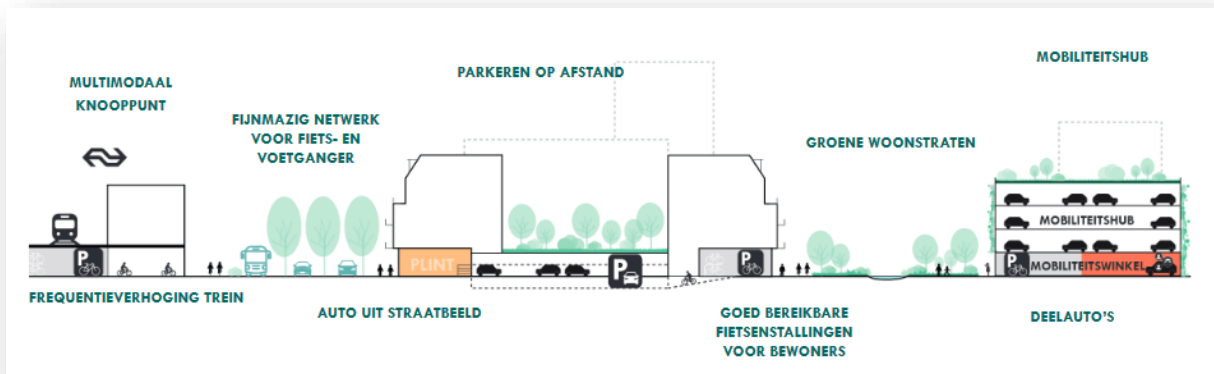 MULTIMODAAL
KNOOPPUNT
FIJNMAZIG NETWERK
VOOR FIETS- EN
VOETGANGER
PARKEREN OP AFSTAND
GROENE WOONSTRATEN
MOBILITEITSHUB
PLINT
P
P
P
MOBILITEITSHUB
P
MOBILITEITSWINKEL
FREQUENTIEVERHOGING TREIN
AUTO UIT STRAATBEELD
GOED BEREIKBARE
FIETSENSTALLINGEN
VOOR BEWONERS
DEELAUTO'S